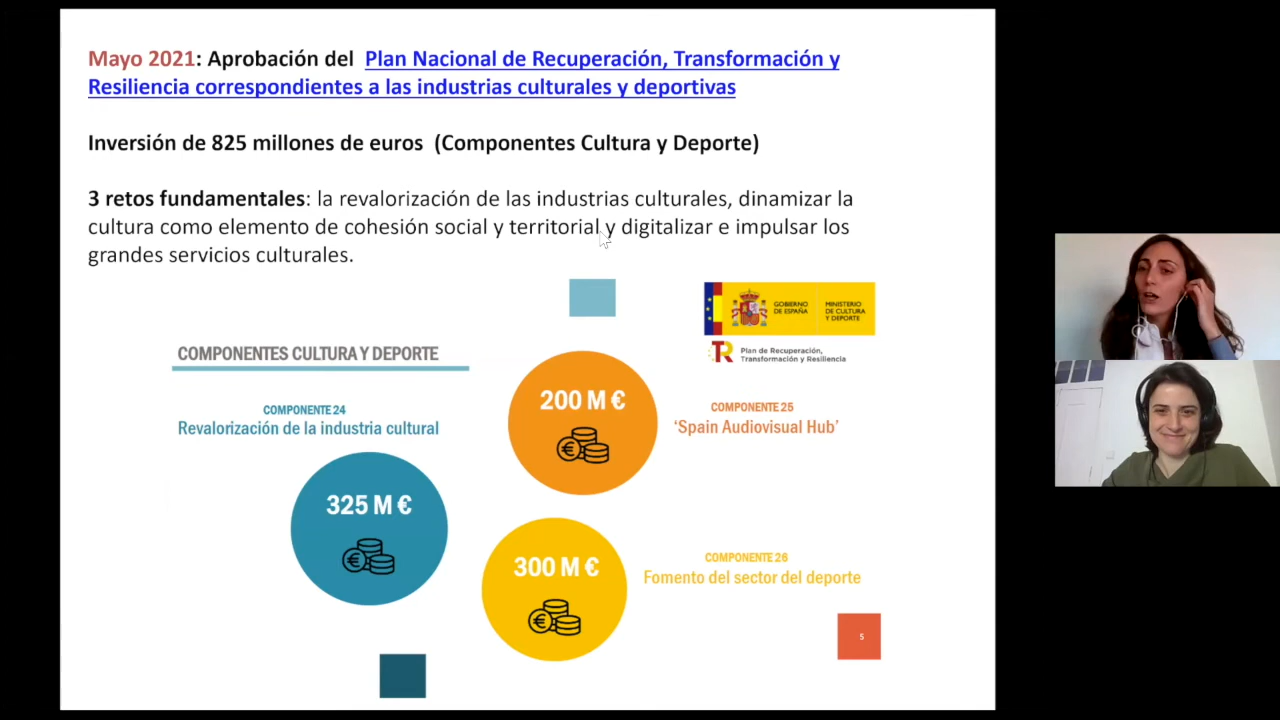 Mayo 2021: Aprobación del Plan Nacional de Recuperación, Transformación y
Resiliencia correspondientes a las industrias culturales y deportivas
Inversión de 825 millones de euros (Componentes Cultura y Deporte)
3 retos fundamentales: la revalorización de las industrias culturales, dinamizar la
cultura como elemento de cohesión social y territorial y digitalizar e impulsar los
grandes servicios culturales.
GOBIERNO
DE ESPAÑA
MINISTERIO
DE CULTURA
Y DEPORTE
TR
Plan de Recuperación,
Transformación y Resiliencia
COMPONENTES CULTURA Y DEPORTE
COMPONENTE 24
Revalorización de la industria cultural
325 M €
200 M €
COMPONENTE 25
‘Spain Audiovisual Hub’
300 M €
COMPONENTE 26
Fomento del sector del deporte
5